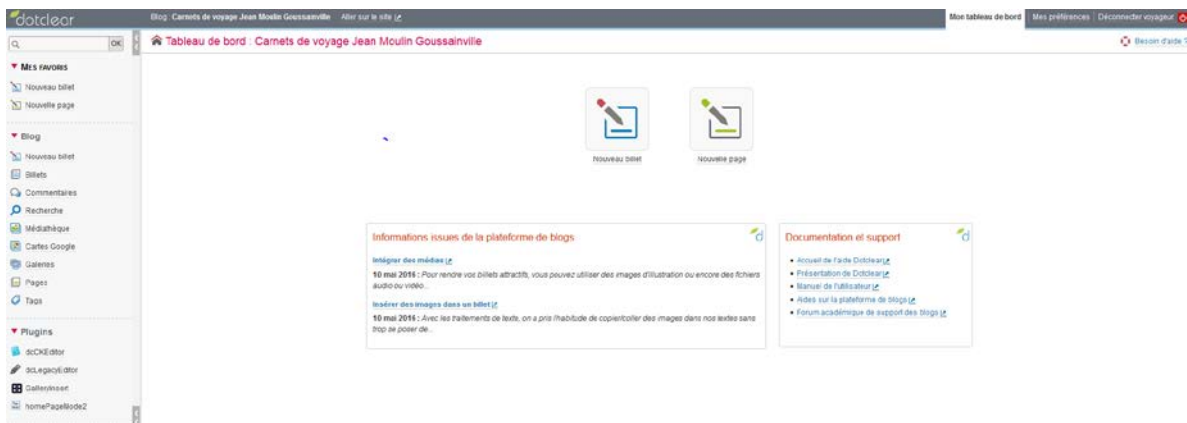 dotclear
Blog: Carnets de voyage Jean Moulin Goussainville Aller sur le site
Mon tableau de bord Mes préférences Déconnecter voyageur
OK
Tableau de bord : Carnets de voyage Jean Moulin Goussainville
Besoin d'aide ?
MES FAVORIS
Nouveau billet
Nouvelle page
Blog
Nouveau billet
Billets
Commentaires
Recherche
Médiathèque
Cartes Google
Galeries
Pages
Tags
Plugins
dcCKEditor
dcLegacyEditor
GalleryInsert
homePageMode2
Nouveau billet
Nouvelle page
Informations issues de la plateforme de blogs
Intégrer des médias
10 mai 2016 : Pour rendre vos billets attractifs, vous pouvez utiliser des images d'illustration ou encore des fichiers
audio ou vidéo...
Insérer des images dans un billet
10 mai 2016 : Avec les traitements de texte, on a pris l'habitude de copier/coller des images dans nos textes sans
trop se poser de...
Documentation et support
Accueil de l'aide Dotclear
Présentation de Dotclear
Manuel de l'utilisateur
Aides sur la plateforme de blogs
Forum académique de support des blogs